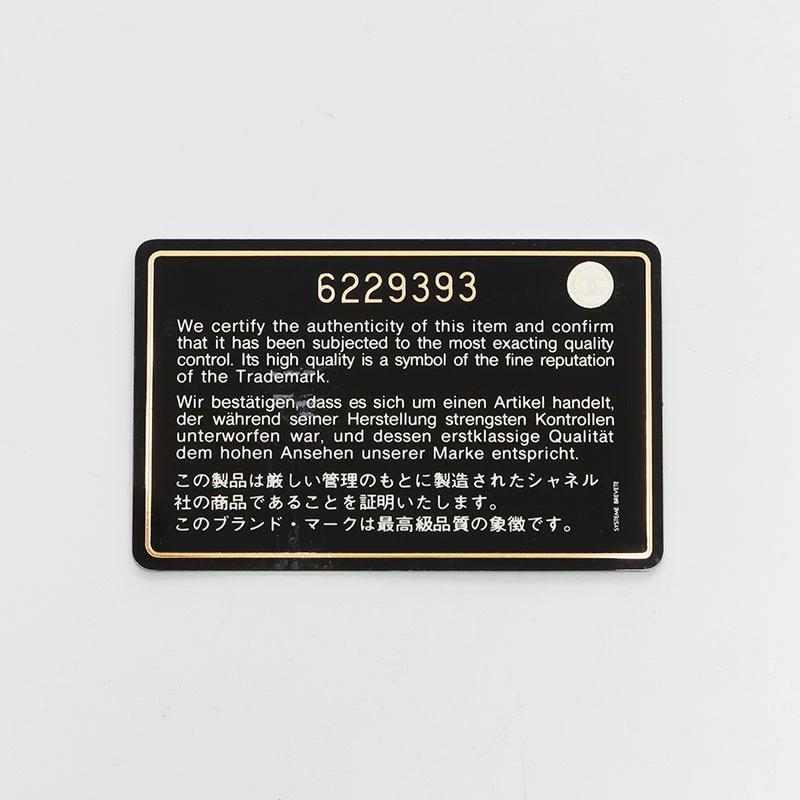 6229393
We certify the authenticity of this item and confirm
that it has been subjected to the most exacting quality
control. Its high quality is a symbol of the fine reputation
of the Trademark.
Wir bestätigen, dass es sich um einen Artikel handelt,
der während seiner Herstellung strengsten Kontrollen
unterworfen war, und dessen erstklassige Qualität
dem hohen Ansehen unserer Marke entspricht.
この製品は厳しい管理のもとに製造されたシャネル
社の商品であることを証明いたします。
このブランド・マークは最高級品質の象徴です。
SYSTEME BREVETE